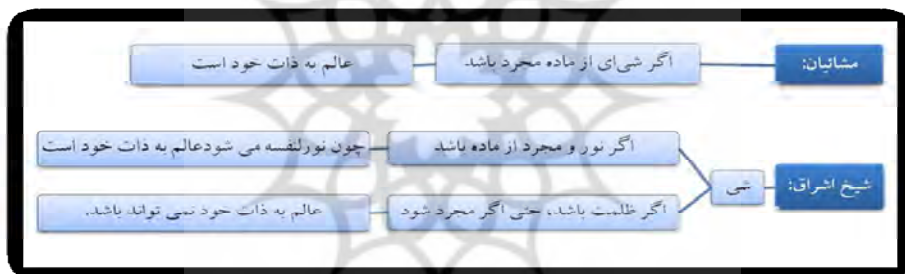 مشائیان:
اگر شی‌ای از ماده مجرد باشد
عالم به ذات خود است
شیخ اشراق:
شی
اگر نور و مجرد از ماده باشد
چون نورلنفسه می شودعالم به ذات خود است
اگر ظلمت باشد، حتی اگر مجرد شود
عالم به ذات خود نمی تواند باشد.